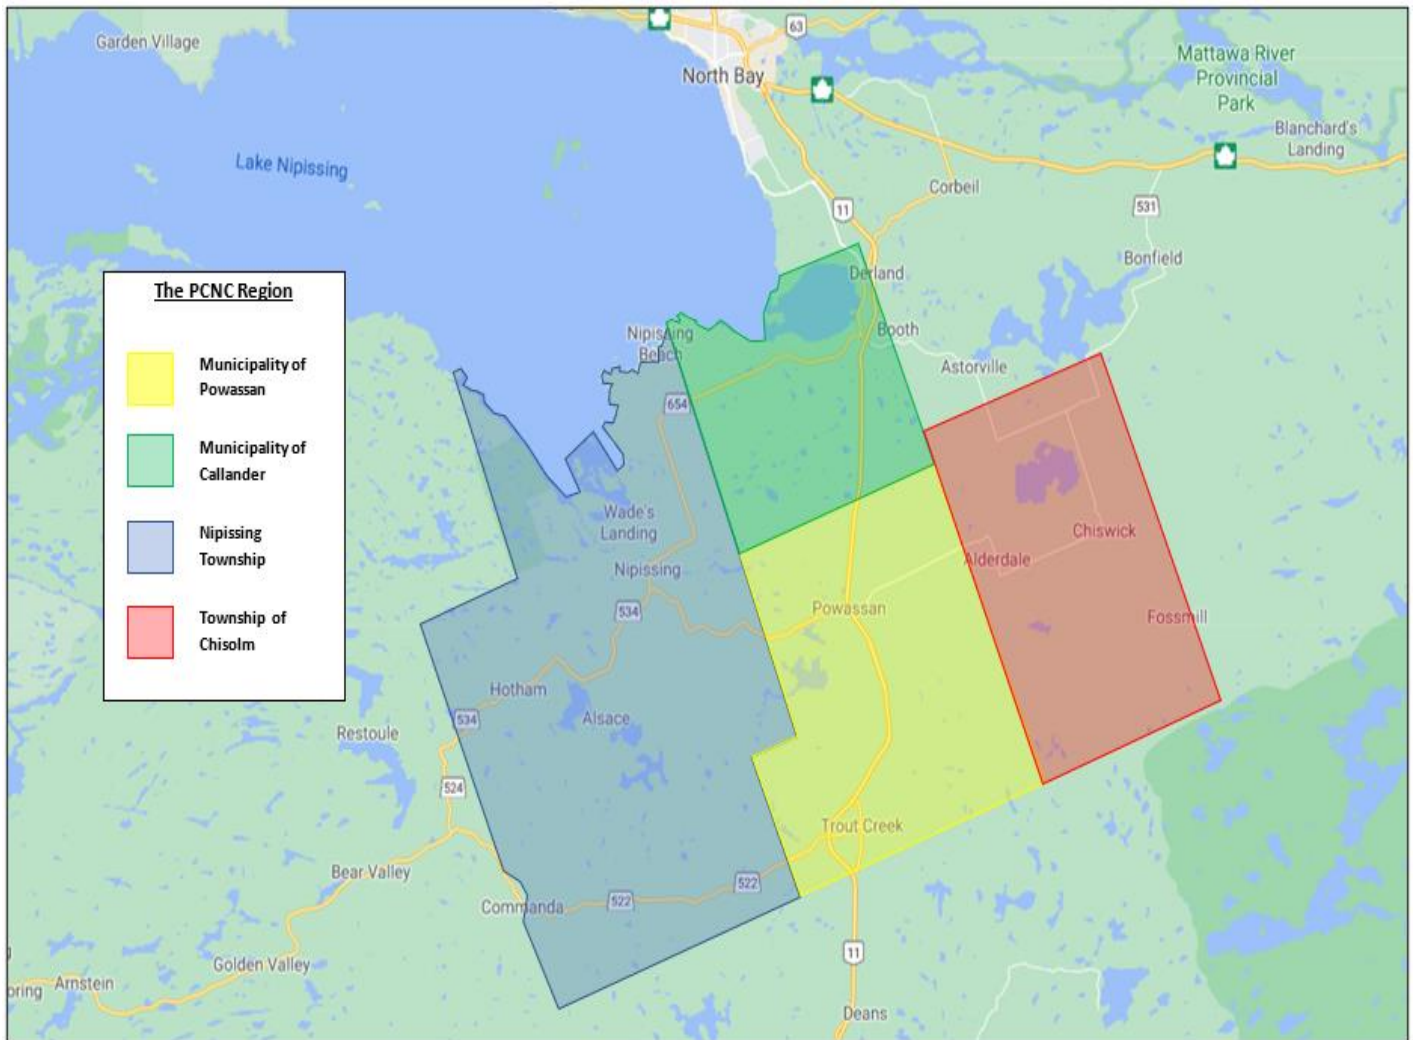 Garden Village
63
North Bay
Mattawa River
Provincial
Park
Blanchard's
Landing
Lake Nipissing
Corbeil
11
531
Bonfield
Derland
The PCNC Region
Municipality of
Powassan
Municipality of
Callander
Nipissing
Township
Township of
Chisolm
Nipissing
Beach
Booth
Astorville
654
Wade's
Landing
Chiswick
Alderdale
Nipissing
534
Powassan
Fossmill
Hotham
534
Alsace
Restoule
524
Trout Creek
Bear Valley
522
522
Commanda
11
Golden Valley
Arnstein
oring
Deans